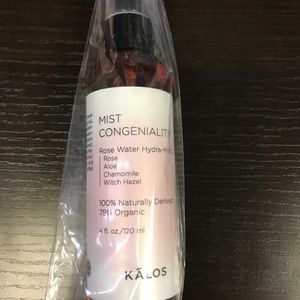 MIST
CONGENIALITY
Rose Water Hydra-Mist
Rose
Aloe
Chamomile
Witch Hazel
100% Naturally Derived
79% Organic
4 fl. oz./120 ml
KĀLOS